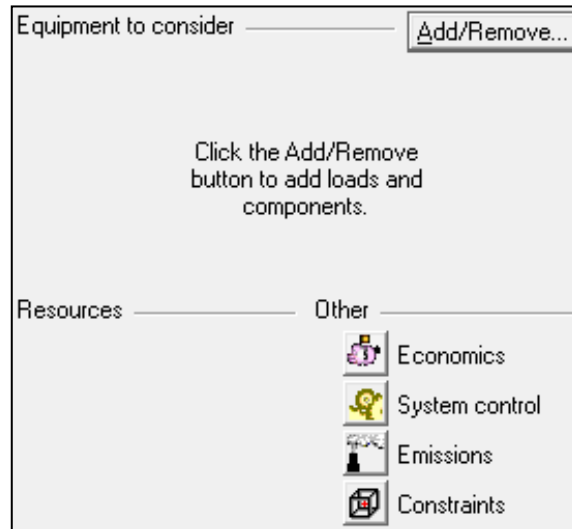 Equipment to consider
Add/Remove...
Click the Add/Remove
button to add loads and
components.
Resources
Other
Economics
System control
Emissions
Constraints